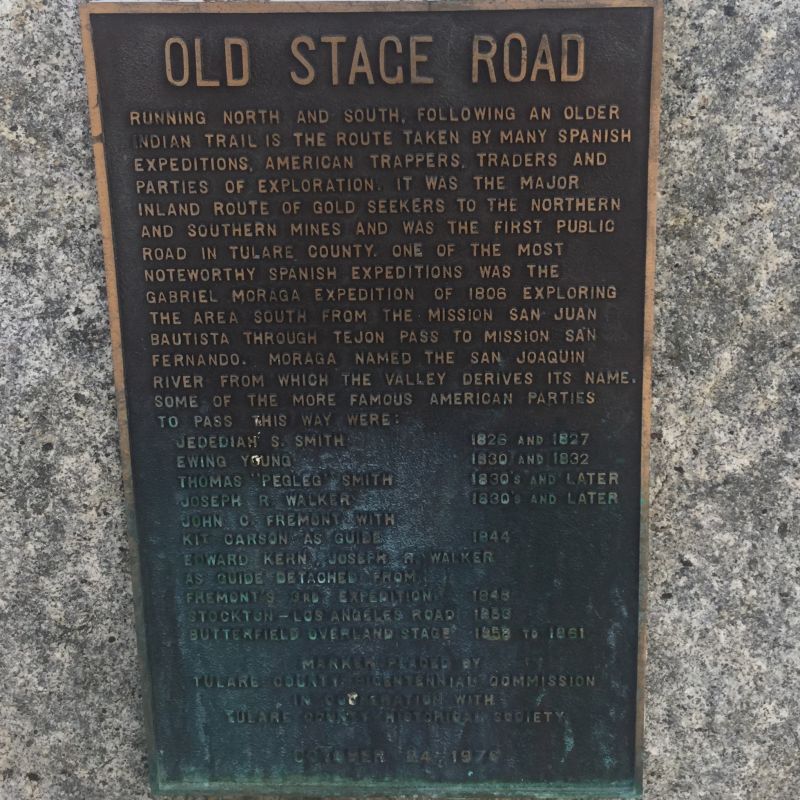 OLD STAGE ROAD
RUNNING NORTH AND SOUTH, FOLLOWING AN OLDER
INDIAN TRAIL IS THE ROUTE TAKEN BY MANY SPANISH
EXPEDITIONS, AMERICAN TRAPPERS, TRADERS AND
PARTIES OF EXPLORATION. IT WAS THE MAJOR
INLAND ROUTE OF GOLD SEEKERS TO THE NORTHERN
AND SOUTHERN MINES AND WAS THE FIRST PUBLIC
ROAD IN TULARE COUNTY. ONE OF THE MOST
NOTEWORTHY SPANISH EXPEDITIONS WAS THE
GABRIEL MORAGA EXPEDITION OF 1806 EXPLORING
THE AREA SOUTH FROM THE MISSION SAN JUAN
BAUTISTA THROUGH TEJON PASS TO MISSION SAN
FERNANDO. MORAGA NAMED THE SAN JOAQUIN
RIVER FROM WHICH THE VALLEY DERIVES ITS NAME.
SOME OF THE MORE FAMOUS AMERICAN PARTIES
TO PASS THIS WAY WERE:
JEDEDIAH S. SMITH 1826 AND 1827
EWING YOUNG 1830 AND 1832
THOMAS "PEGLEG" SMITH 1830'S AND LATER
JOSEPH R. WALKER 1830'S AND LATER
JOHN C. FREMONT WITH
KIT CARSON AS GUIDE 1844
EDWARD KERN, JOSEPH R. WALKER
AS GUIDE DETACHED FROM
FREMONT'S 3RD EXPEDITION
STOCKTON-LOS ANGELES ROAD 1853
BUTTERFIELD OVERLAND STAGE 1858 TO 1861
MARKER PLACED BY
TULARE COUNTY BICENTENNIAL COMMISSION
IN COOPERATION WITH
TULARE COUNTY HISTORICAL SOCIETY
OCTOBER 24 1976